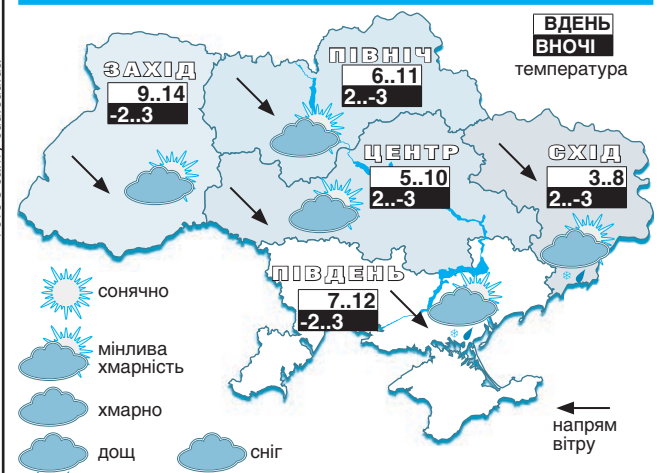 ВДЕНЬ
ВНОЧІ
температура
ЗАХІД
9..14
-2..3
ПІВНІЧ
6..11
2..-3
ЦЕНТР
5..10
2..-3
СХІД
3..8
2..-3
ПІВДЕНЬ
7..12
-2..3
сонячно
мінлива
хмарність
хмарно
дощ
сніг
напрям
вітру